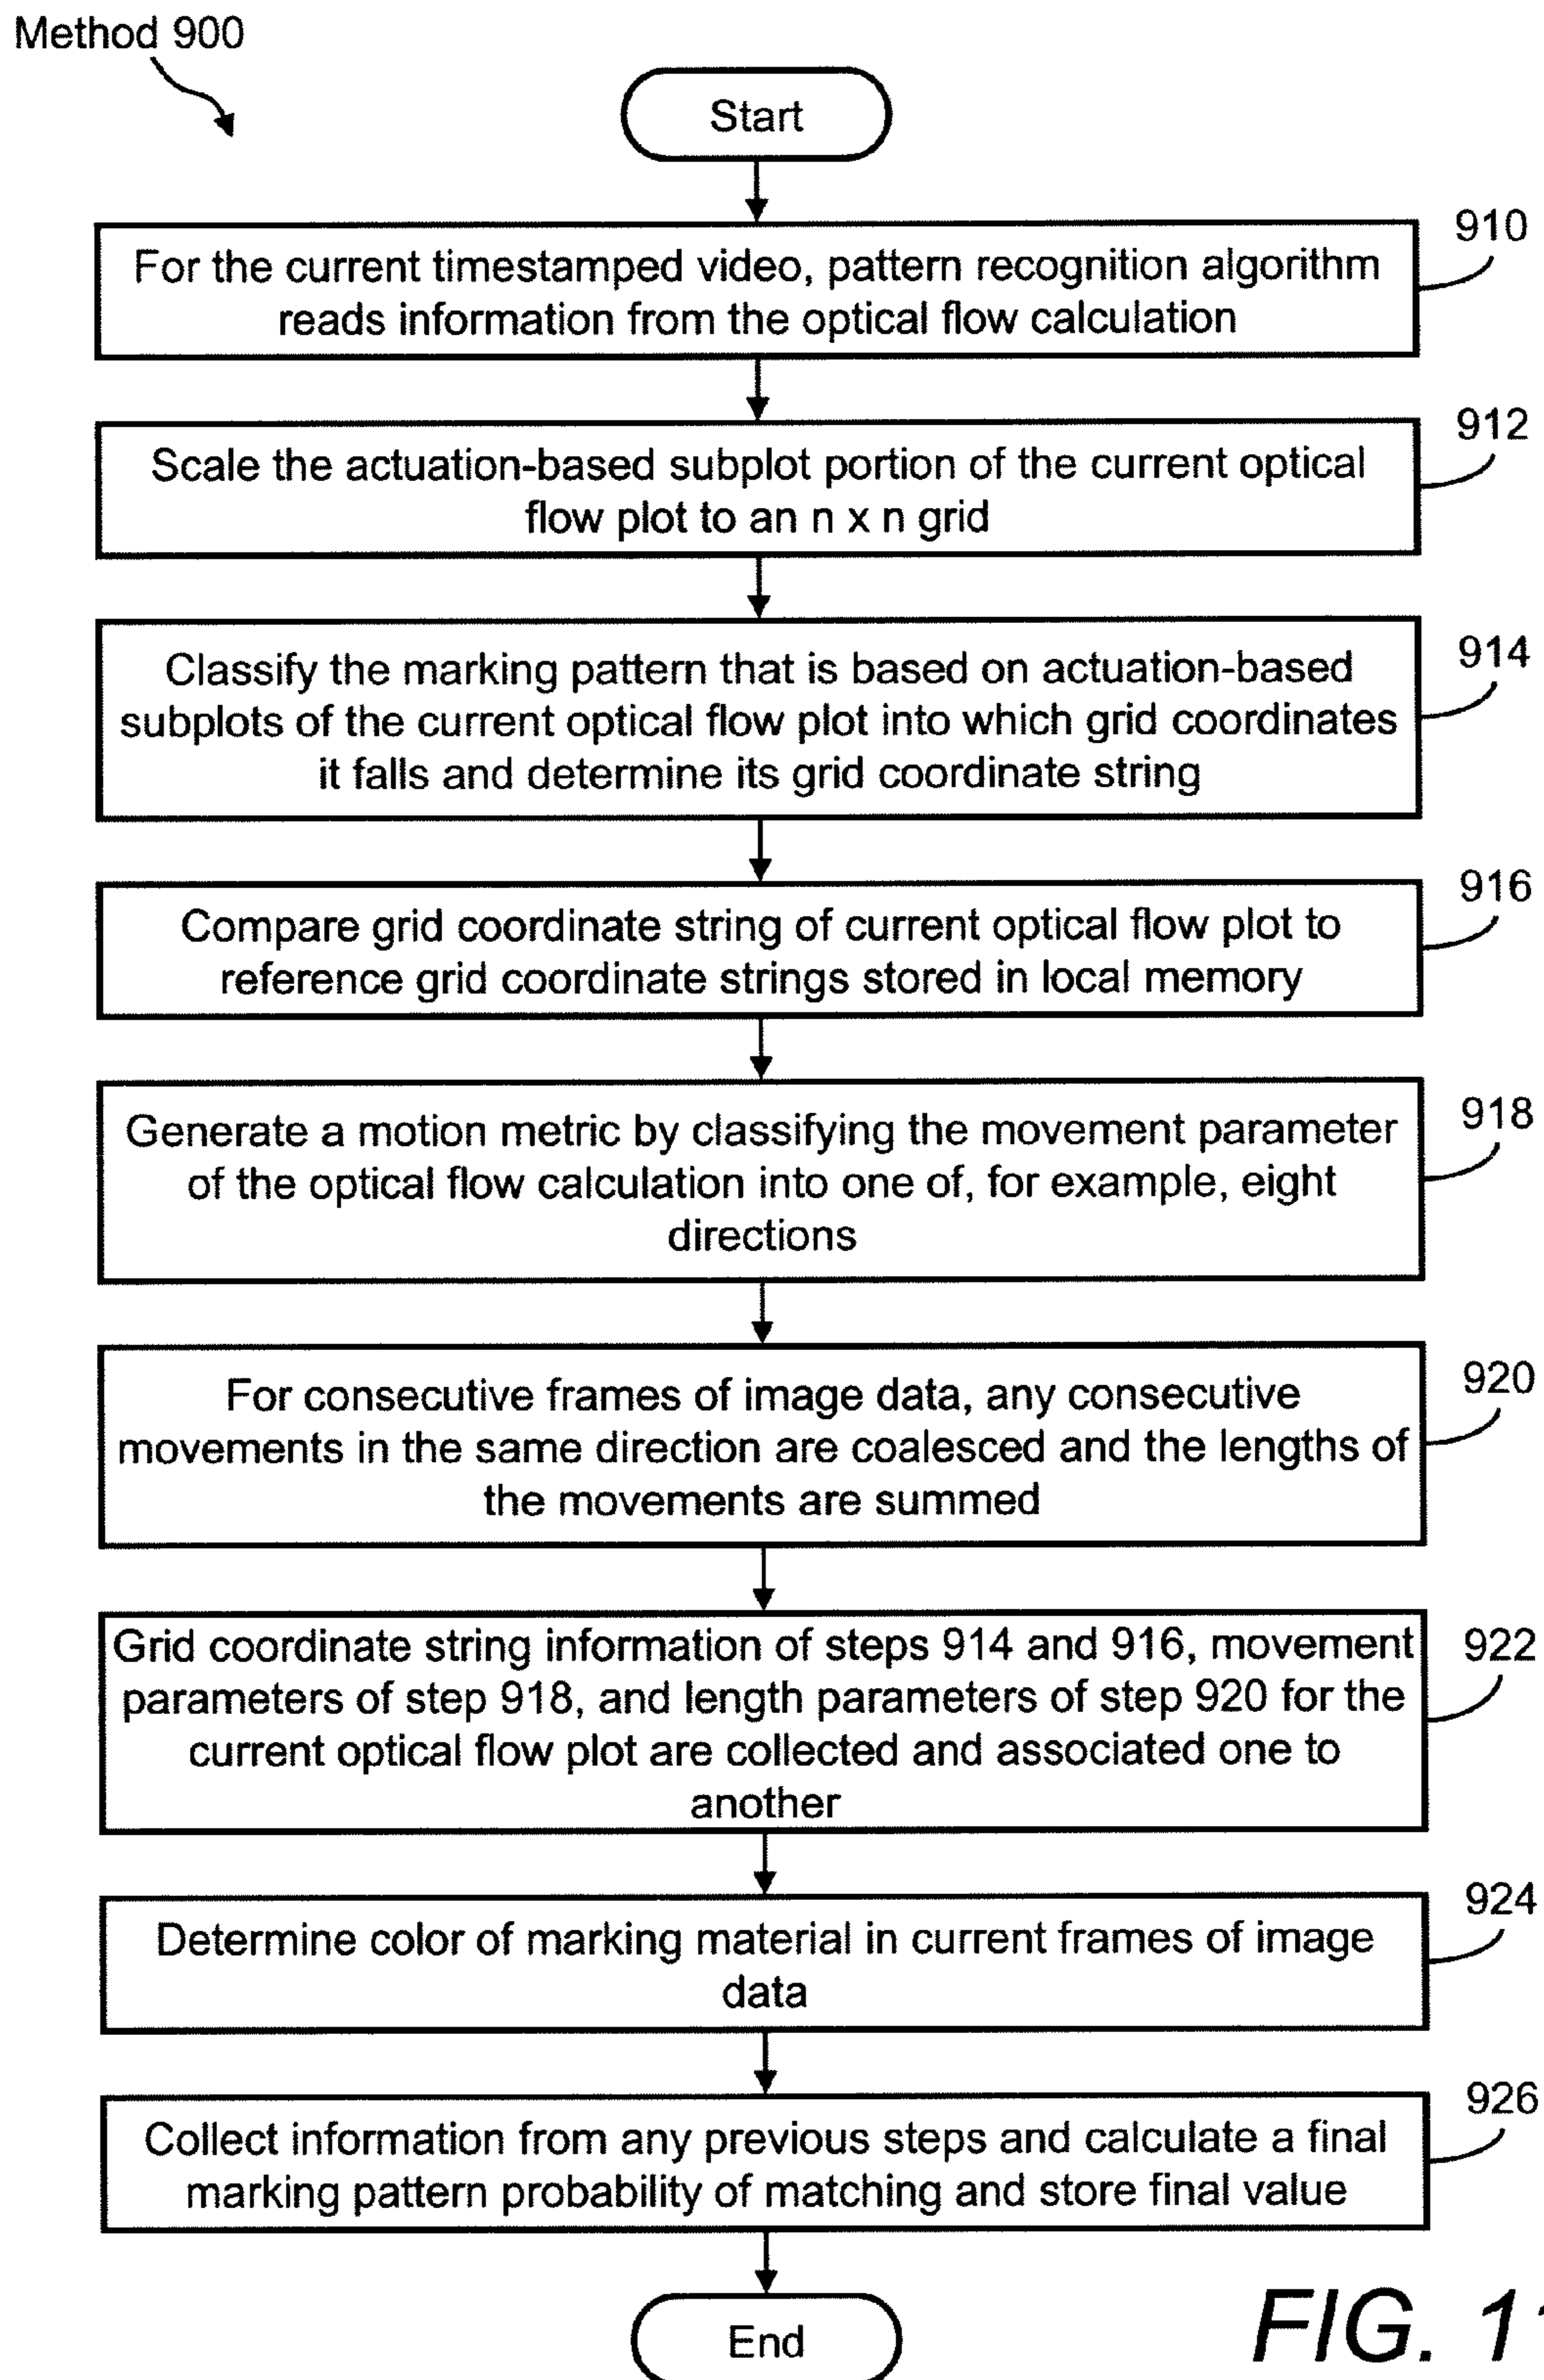 Method 900
Start
910
For the current timestamped video, pattern recognition algorithm
reads information from the optical flow calculation
912
Scale the actuation-based subplot portion of the current optical
flow plot to an n x n grid
914
Classify the marking pattern that is based on actuation-based
subplots of the current optical flow plot into which grid coordinates
it falls and determine its grid coordinate string
916
Compare grid coordinate string of current optical flow plot to
reference grid coordinate strings stored in local memory
918
Generate a motion metric by classifying the movement parameter
of the optical flow calculation into one of, for example, eight
directions
920
For consecutive frames of image data, any consecutive
movements in the same direction are coalesced and the lengths of
the movements are summed
922
Grid coordinate string information of steps 914 and 916, movement
parameters of step 918, and length parameters of step 920 for the
current optical flow plot are collected and associated one to
another
924
Determine color of marking material in current frames of image
data
926
Collect information from any previous steps and calculate a final
marking pattern probability of matching and store final value
End
FIG. 11